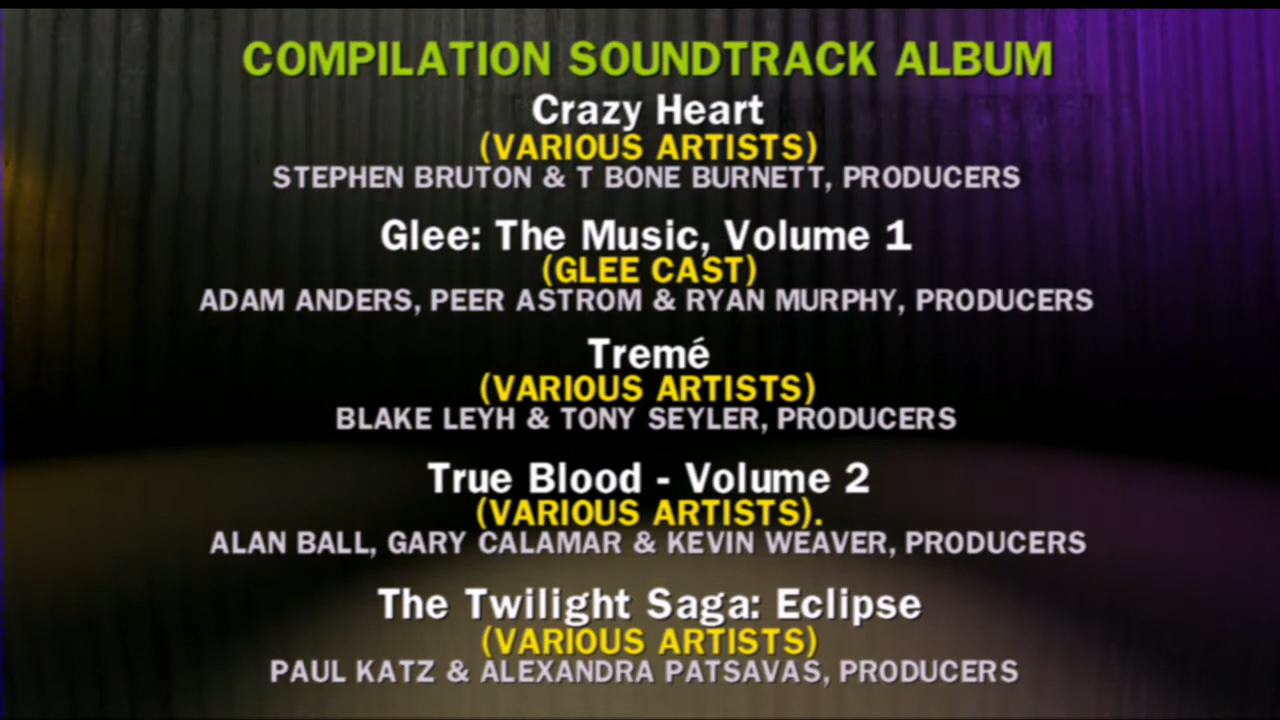 COMPILATION SOUNDTRACK ALBUM
Crazy Heart
(VARIOUS ARTISTS)
STEPHEN BRUTON & T BONE BURNETT, PRODUCERS
Glee: The Music, Volume 1
(GLEE CAST)
ADAM ANDERS, PEER ASTROM & RYAN MURPHY, PRODUCERS
Tremé
(VARIOUS ARTISTS)
BLAKE LEYH & TONY SEYLER, PRODUCERS
True Blood - Volume 2
(VARIOUS ARTISTS).
ALAN BALL, GARY CALAMAR & KEVIN WEAVER, PRODUCERS
The Twilight Saga: Eclipse
(VARIOUS ARTISTS)
PAUL KATZ & ALEXANDRA PATSAVAS, PRODUCERS